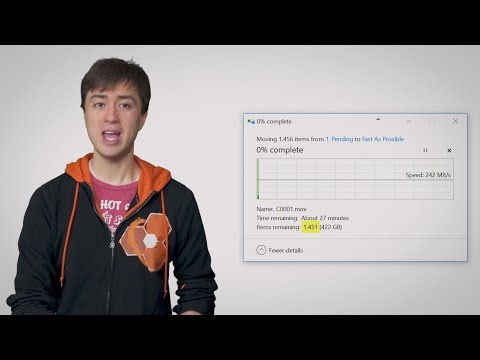 HOT G
0% complete
Moving 1,456 items from 1. Pending to Fast As Possible
0% complete
Speed: 242 MB/s
Name: C0001.mov
Time remaining: About 27 minutes
Items remaining: 1,451 (422 GB)
Fewer details